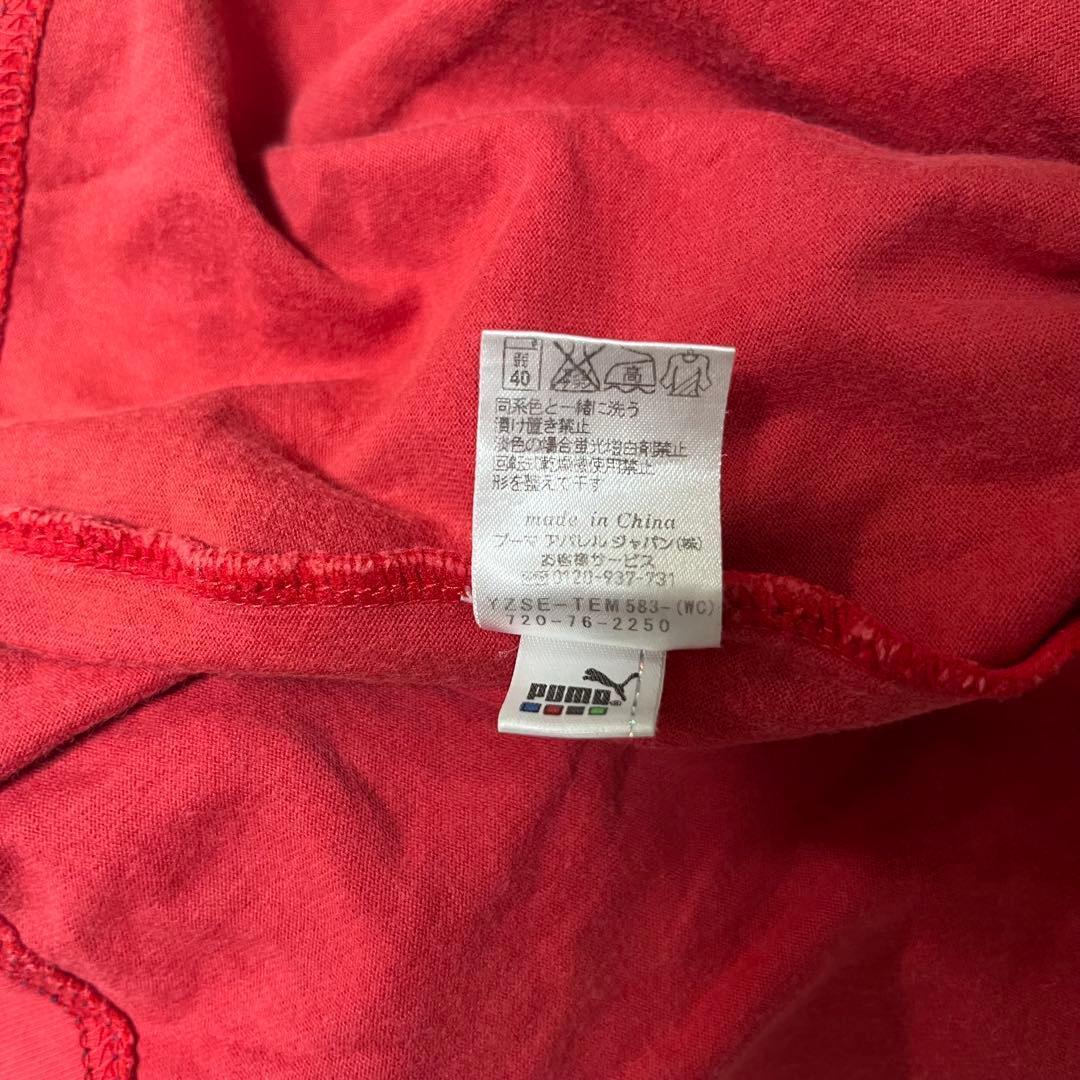 弱 40 高
同系色と一緒に洗う
漬け置き禁止
淡色の場合蛍光増白剤禁止
回転式乾燥機使用禁止
形を整えて干す
made in China
プーマ アパレル ジャパン(株)
お客様サービス
0120-937-731
YZSE-TEM583-(WC)
720-76-2250
PUMA